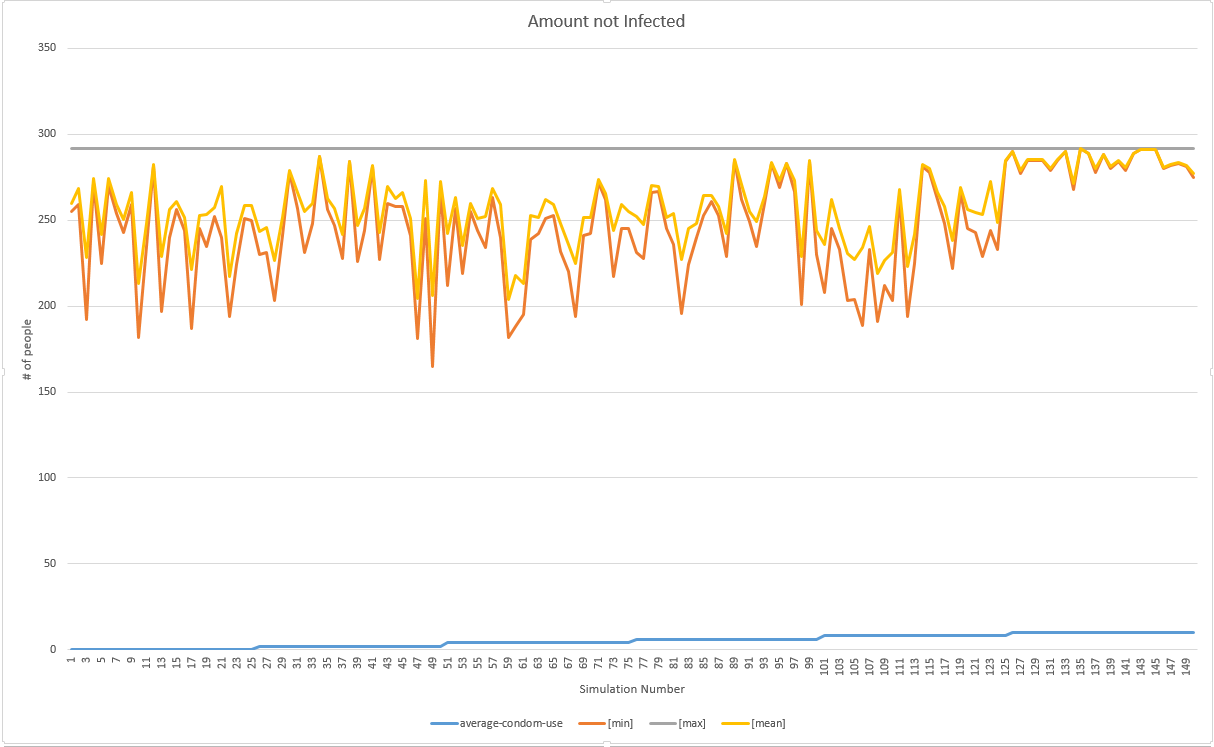 Amount not Infected
350
300
250
200
150
100
50
0
# of people
1 3 5 7 9 11 13 15 17 19 21 23 25 27 29 31 33 35 37 39 41 43 45 47 49 51 53 55 57 59 61 63 65 67 69 71 73 75 77 79 81 83 85 87 89 91 93 95 97 99 101 103 105 107 109 111 113 115 117 119 121 123 125 127 129 131 133 135 137 139 141 143 145 147 149
Simulation Number
average-condom-use [min] [max] [mean]